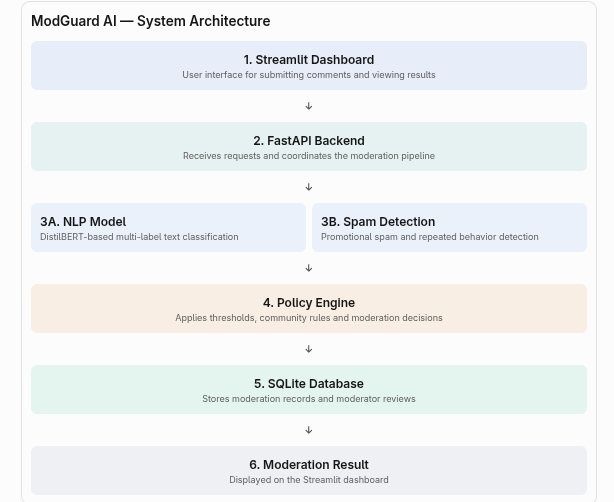 ModGuard AI — System Architecture
1. Streamlit Dashboard
User interface for submitting comments and viewing results
↓
2. FastAPI Backend
Receives requests and coordinates the moderation pipeline
↓
3A. NLP Model
DistilBERT-based multi-label text classification
3B. Spam Detection
Promotional spam and repeated behavior detection
↓
4. Policy Engine
Applies thresholds, community rules and moderation decisions
↓
5. SQLite Database
Stores moderation records and moderator reviews
↓
6. Moderation Result
Displayed on the Streamlit dashboard